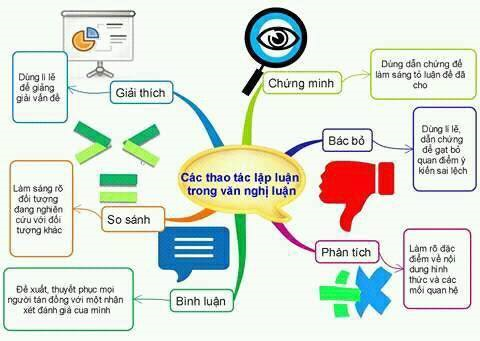 Các thao tác lập luận
trong văn nghị luận
Giải thích
Dùng lí lẽ
để giảng
giải vấn đề
Chứng minh
Dùng dẫn chứng để
làm sáng tỏ luận đề đã
cho
Bác bỏ
Dùng lí lẽ,
dẫn chứng
để gạt bỏ
quan điểm ý
kiến sai lệch
So sánh
Làm sáng rõ
đối tượng
đang nghiên
cứu với đối
tượng khác
Phân tích
Làm rõ đặc
điểm về nội
dung hình
thức và các
mối quan hệ
Bình luận
Đề xuất, thuyết phục mọi
người tán đồng với một nhận
xét đánh giá cua mình